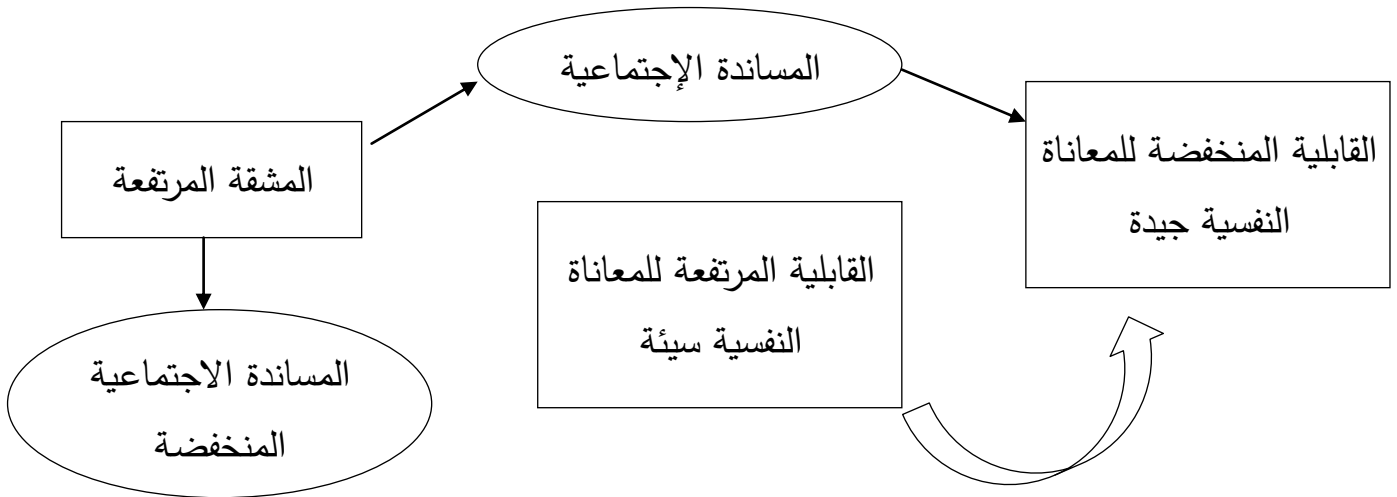 المساندة الإجتماعية
القابلية المنخفضة للمعاناة
النفسية جيدة
المشقة المرتفعة
القابلية المرتفعة للمعاناة
النفسية سيئة
المساندة الاجتماعية
المنخفضة